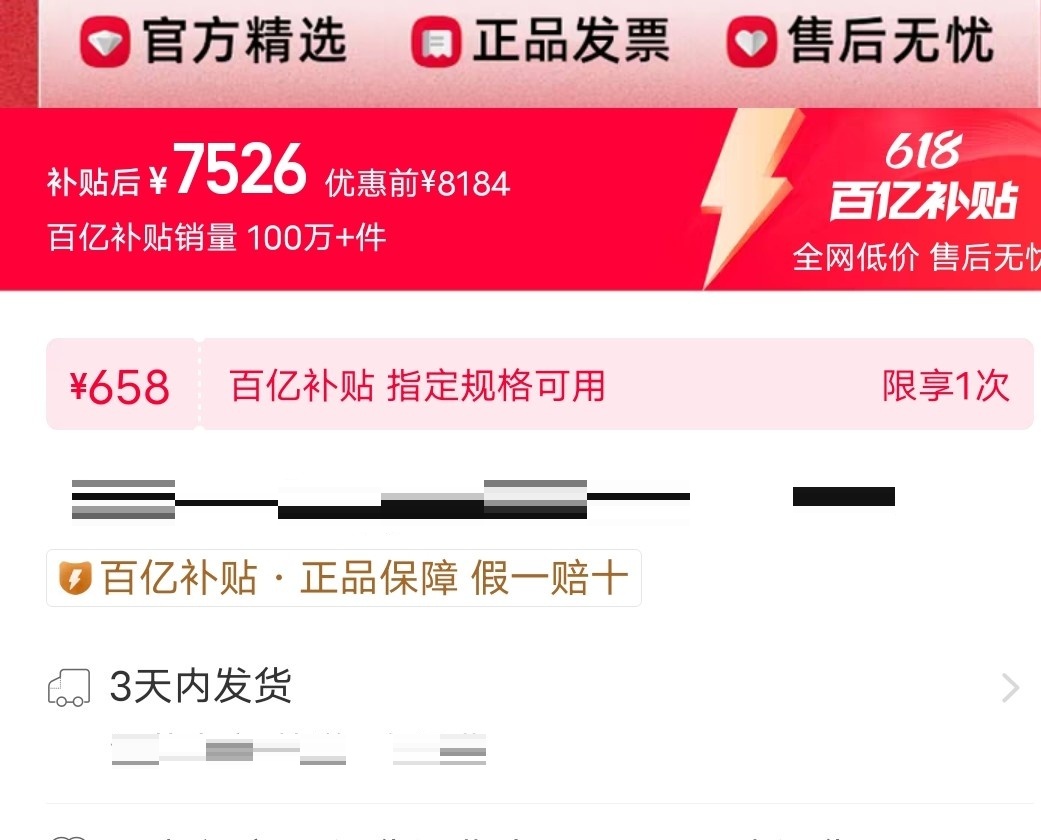 官方精选 正品发票 售后无忧
补贴后¥7526 优惠前¥8184
百亿补贴销量 100万+件
618
百亿补贴
全网低价 售后无忧
¥658 百亿补贴 指定规格可用 限享1次
百亿补贴 · 正品保障 假一赔十
3天内发货